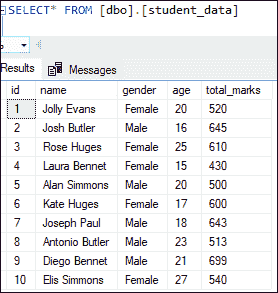 SELECT* FROM [dbo].[student_data]
Results Messages
id name gender age total_marks
1 Jolly Evans Female 20 520
2 Josh Butler Male 16 645
3 Rose Huges Female 25 610
4 Laura Bennet Female 15 430
5 Alan Simmons Male 20 500
6 Kate Huges Female 17 600
7 Joseph Paul Male 18 643
8 Antonio Butler Male 23 513
9 Diego Bennet Male 21 699
10 Elis Simmons Female 27 540